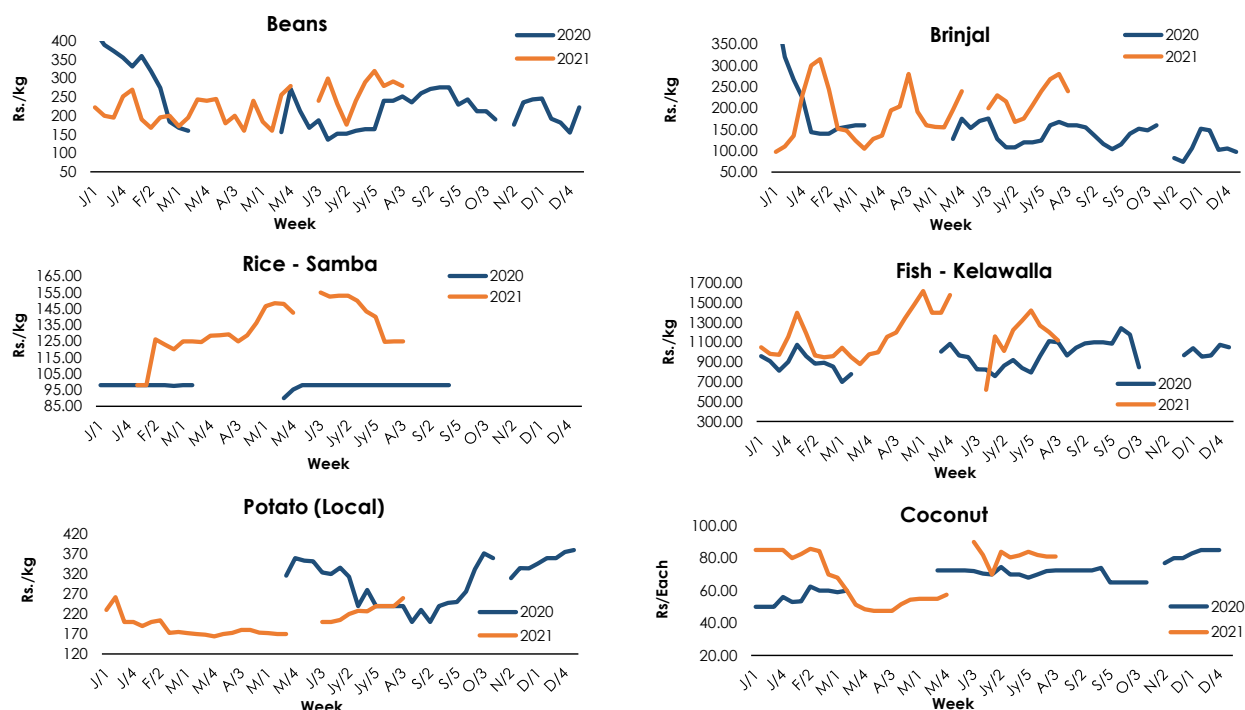 Beans
Rs./kg
400
350
300
250
200
150
100
50
J/1
J/4
F/2
M/1
M/4
A/3
M/1
M/4
J/3
Jy/2
Jy/5
A/3
S/2
S/5
O/3
N/2
D/1
D/4
Week
2020
2021
Brinjal
Rs./kg
350.00
300.00
250.00
200.00
150.00
100.00
50.00
J/1
J/4
F/2
M/1
M/4
A/3
M/1
M/4
J/3
Jy/2
Jy/5
A/3
S/2
S/5
O/3
N/2
D/1
D/4
Week
2020
2021
Rice - Samba
Rs./kg
165.00
155.00
145.00
135.00
125.00
115.00
105.00
95.00
85.00
J/1
J/4
F/2
M/1
M/4
A/3
M/1
M/4
J/3
Jy/2
Jy/5
A/3
S/2
S/5
O/3
N/2
D/1
D/4
Week
2020
2021
Fish - Kelawalla
Rs./kg
1700.00
1500.00
1300.00
1100.00
900.00
700.00
500.00
300.00
J/1
J/4
F/2
M/1
M/4
A/3
M/1
M/4
J/3
Jy/2
Jy/5
A/3
S/2
S/5
O/3
N/2
D/1
D/4
Week
2020
2021
Potato (Local)
Rs./kg
420
370
320
270
220
170
120
J/1
J/4
F/2
M/1
M/4
A/3
M/1
M/4
J/3
Jy/2
Jy/5
A/3
S/2
S/5
O/3
N/2
D/1
D/4
Week
2020
2021
Coconut
Rs/Each
100.00
80.00
60.00
40.00
20.00
J/1
J/4
F/2
M/1
M/4
A/3
M/1
M/4
J/3
Jy/2
Jy/5
A/3
S/2
S/5
O/3
N/2
D/1
D/4
Week
2020
2021